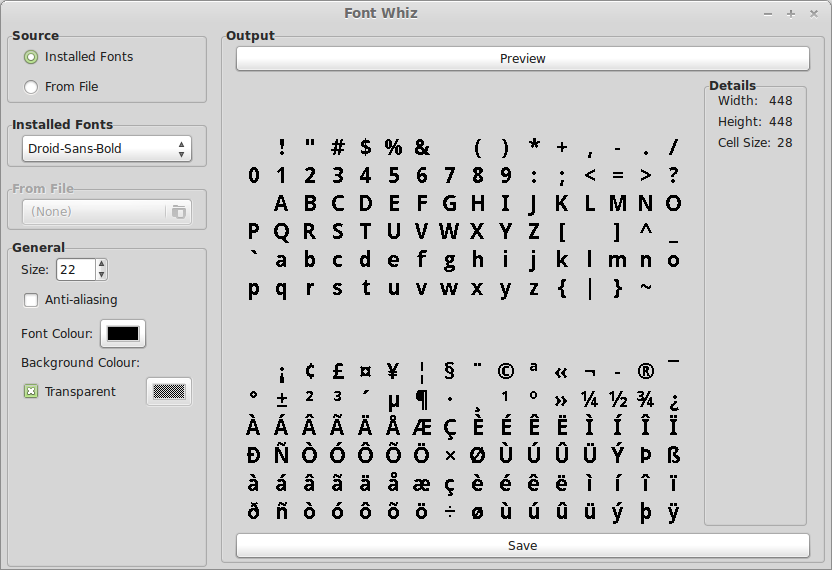 Font Whiz
Source
Installed Fonts
From File
Installed Fonts
Droid-Sans-Bold
From File
(None)
General
Size: 22
Anti-aliasing
Font Colour:
Background Colour:
Transparent
Output
Preview
! " # $ % & ( ) * + , - . /
0 1 2 3 4 5 6 7 8 9 : ; < = > ?
A B C D E F G H I J K L M N O
P Q R S T U V W X Y Z [ ] ^ _
` a b c d e f g h i j k l m n o
p q r s t u v w x y z { | } ~
¡ ¢ £ ¤ ¥ ¦ § ¨ © ª « ¬ - ® ¯
° ± ² ³ ´ µ ¶ · ¸ ¹ º » ¼ ½ ¾ ¿
À Á Â Ã Ä Å Æ Ç È É Ê Ë Ì Í Î Ï
Ð Ñ Ò Ó Ô Õ Ö × Ø Ù Ú Û Ü Ý Þ ß
à á â ã ä å æ ç è é ê ë ì í î ï
ð ñ ò ó ô õ ö ÷ ø ù ú û ü ý þ ÿ
Save
Details
Width: 448
Height: 448
Cell Size: 28